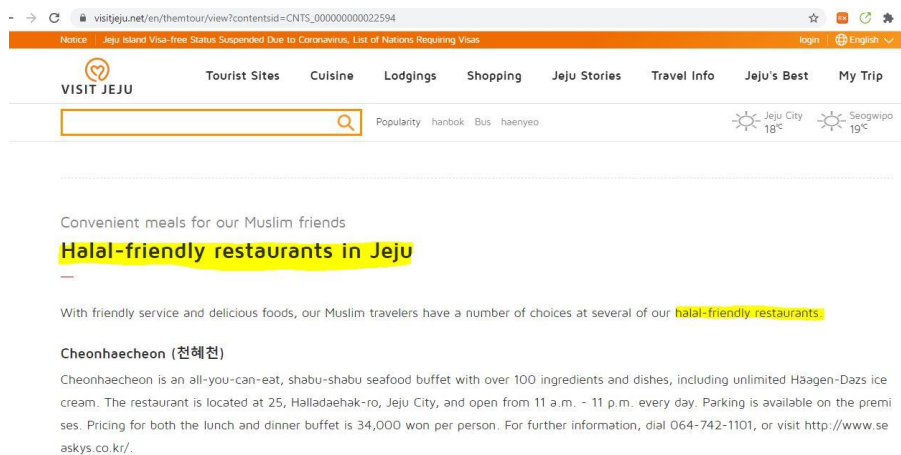 visitjeju.net/en/themtour/view?contentsid=CNTS_000000000022594
Notice Jeju Island Visa-free Status Suspended Due to Coronavirus, List of Nations Requiring Visas login English
VISIT JEJU
Tourist Sites Cuisine Lodgings Shopping Jeju Stories Travel Info Jeju's Best My Trip
Popularity hanbok Bus haenyeo Jeju City 18℃ Seogwipo 19℃
Convenient meals for our Muslim friends
Halal-friendly restaurants in Jeju
With friendly service and delicious foods, our Muslim travelers have a number of choices at several of our halal-friendly restaurants.
Cheonhaecheon (천혜천)
Cheonhaecheon is an all-you-can-eat, shabu-shabu seafood buffet with over 100 ingredients and dishes, including unlimited Häagen-Dazs ice
cream. The restaurant is located at 25, Halladaehak-ro, Jeju City, and open from 11 a.m. - 11 p.m. every day. Parking is available on the premi
ses. Pricing for both the lunch and dinner buffet is 34,000 won per person. For further information, dial 064-742-1101, or visit http://www.se
askys.co.kr/.